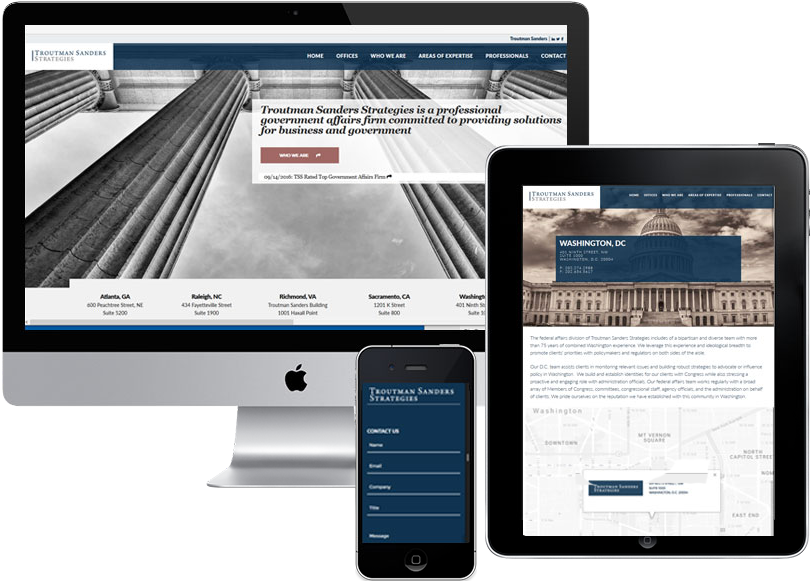 Troutman Sanders
TROUTMAN SANDERS
STRATEGIES
HOME OFFICES WHO WE ARE AREAS OF EXPERTISE PROFESSIONALS CONTACT
Troutman Sanders Strategies is a professional
government affairs firm committed to providing solutions
for business and government
WHO WE ARE
09/14/2016: TSS Rated Top Government Affairs Firm
Atlanta, GA
600 Peachtree Street, NE
Suite 5200
Raleigh, NC
434 Fayetteville Street
Suite 1900
Richmond, VA
Troutman Sanders Building
1001 Haxall Point
Sacramento, CA
1201 K Street
Suite 800
Washingt
401 Ninth St
Suite 10
TROUTMAN SANDERS
STRATEGIES
HOME OFFICES WHO WE ARE AREAS OF EXPERTISE PROFESSIONALS CONTACT
WASHINGTON, DC
401 NINTH STREET, NW
SUITE 1000
WASHINGTON, D.C. 20004
The federal affairs division of Troutman Sanders Strategies includes of a bipartisan and diverse team with more
than 75 years of combined Washington experience. We leverage this experience and ideological breadth to
promote clients' priorities with policymakers and regulators on both sides of the aisle.
Our D.C. team assists clients in monitoring relevant issues and building robust strategies to advocate or influence
policy in Washington. We build and establish identities for our clients with Congress while also directing a
proactive and engaging role with administration officials. Our federal affairs team works regularly with a broad
array of Members of Congress, committees, congressional staff, agency officials, and the administration on behalf
of clients. We pride ourselves on the reputation we have established with this community in Washington.
Washington
DOWNTOWN
MT VERNON
SQUARE
NORTH
CAPITOL STREET
NOM
TROUTMAN SANDERS
STRATEGIES
SUITE 1000
WASHINGTON, D.C. 20004
EAST END
TROUTMAN SANDERS
STRATEGIES
CONTACT US
Name
Email
Company
Title
Message